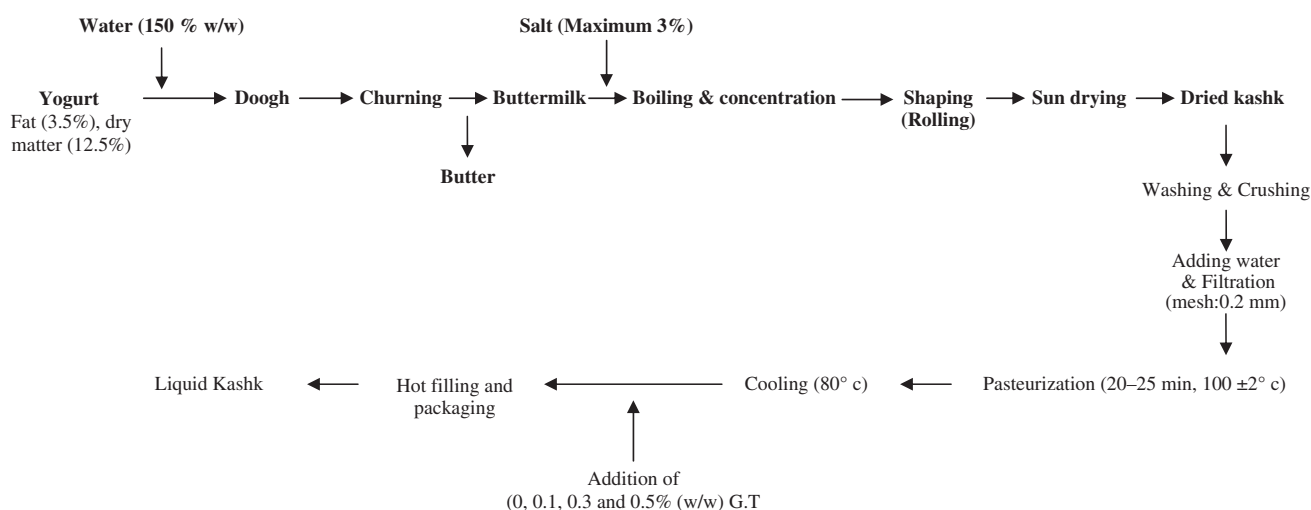 Water (150 % w/w)
Salt (Maximum 3%)
Yogurt
Fat (3.5%), dry
matter (12.5%)
Doogh
Churning
Buttermilk
Boiling & concentration
Shaping
(Rolling)
Sun drying
Dried kashk
Butter
Washing & Crushing
Adding water
& Filtration
(mesh:0.2 mm)
Pasteurization (20–25 min, 100 ±2° c)
Cooling (80° c)
Hot filling and
packaging
Liquid Kashk
Addition of
(0, 0.1, 0.3 and 0.5% (w/w) G.T